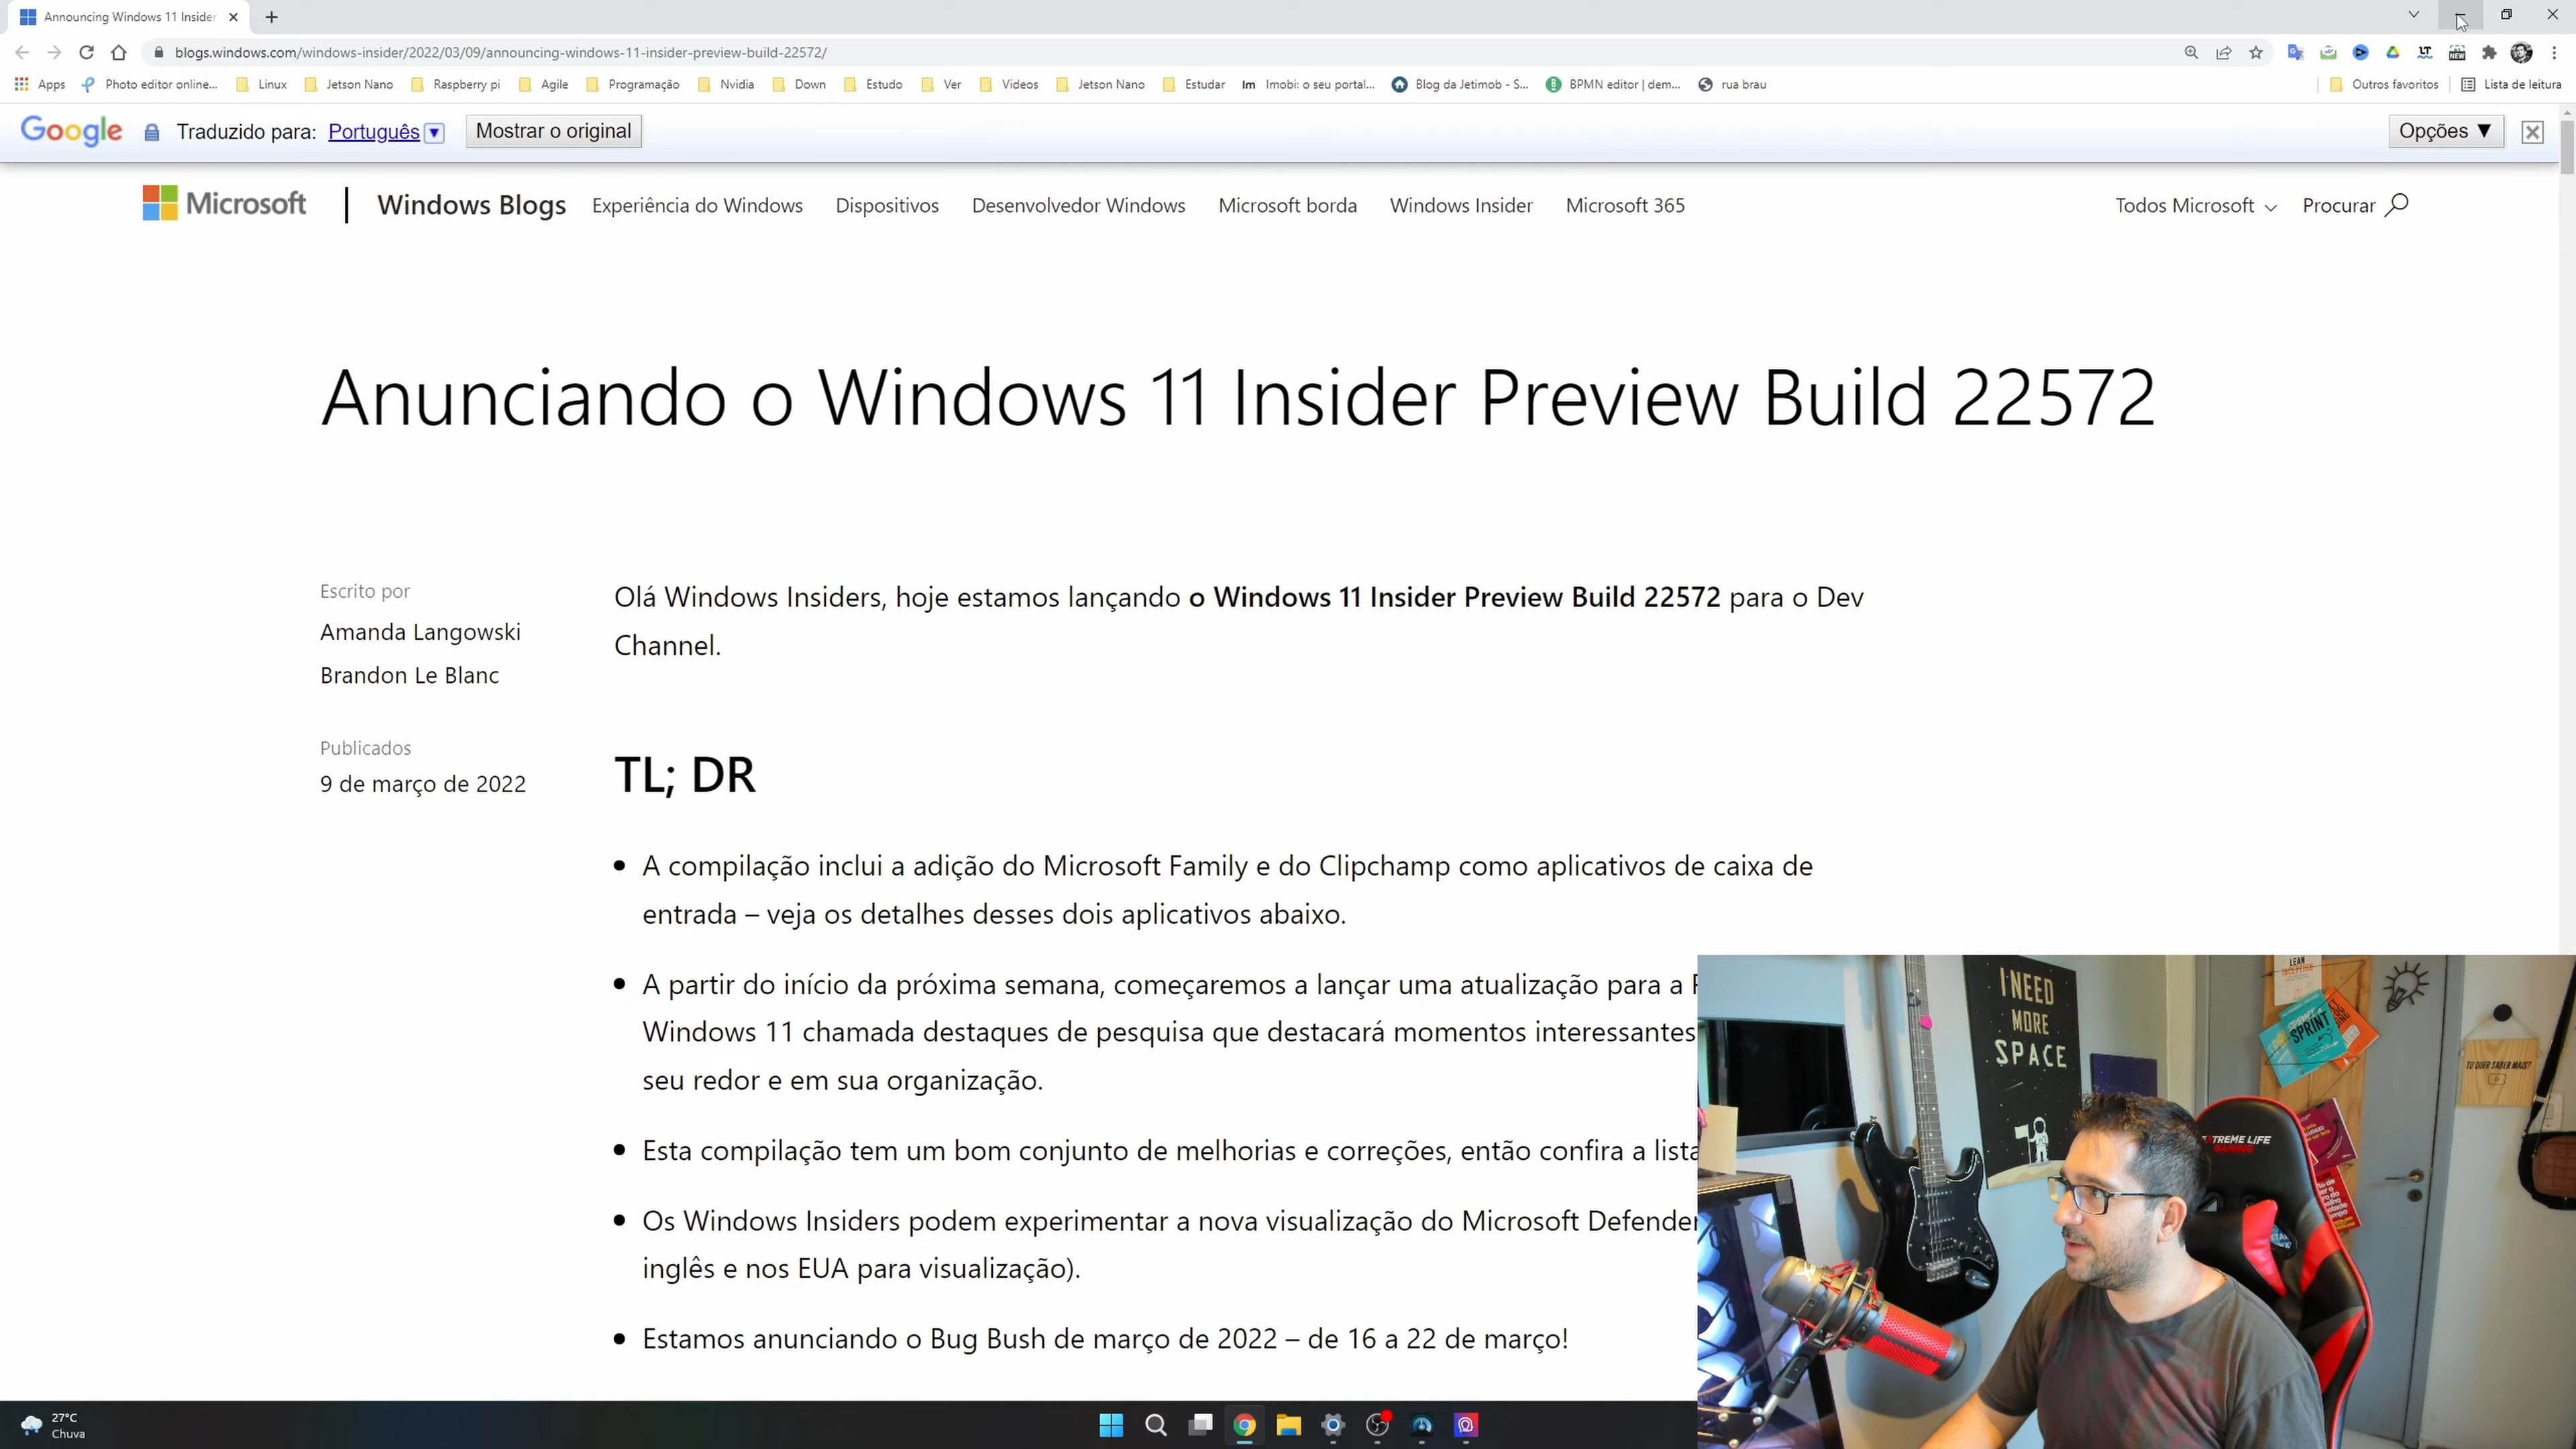 Announcing Windows 11 Insider
blogs.windows.com/windows-insider/2022/03/09/announcing-windows-11-insider-preview-build-22572/
Apps Photo editor online... Linux Jetson Nano Raspberry pi Agile Programação Nvidia Down Estudo Ver Videos Jetson Nano Estudar Im Imobi: o seu portal... Blog da Jetimob - S... BPMN editor | dem... rua brau Outros favoritos Lista de leitura
Google Traduzido para: Português ▼ Mostrar o original Opções ▼
Microsoft | Windows Blogs Experiência do Windows Dispositivos Desenvolvedor Windows Microsoft borda Windows Insider Microsoft 365 Todos Microsoft Procurar
Anunciando o Windows 11 Insider Preview Build 22572
Escrito por
Amanda Langowski
Brandon Le Blanc
Publicados
9 de março de 2022
Olá Windows Insiders, hoje estamos lançando o Windows 11 Insider Preview Build 22572 para o Dev
Channel.
TL; DR
• A compilação inclui a adição do Microsoft Family e do Clipchamp como aplicativos de caixa de
entrada – veja os detalhes desses dois aplicativos abaixo.
• A partir do início da próxima semana, começaremos a lançar uma atualização para a
Windows 11 chamada destaques de pesquisa que destacará momentos interessantes
seu redor e em sua organização.
• Esta compilação tem um bom conjunto de melhorias e correções, então confira a lista
• Os Windows Insiders podem experimentar a nova visualização do Microsoft Defender
inglês e nos EUA para visualização).
• Estamos anunciando o Bug Bush de março de 2022 – de 16 a 22 de março!
I NEED
MORE
SPACE
LEAN
INCEPTION
SPRINT
TU QUER SABER MAIS?
EXTREME LIFE
GAMING
27°C
Chuva